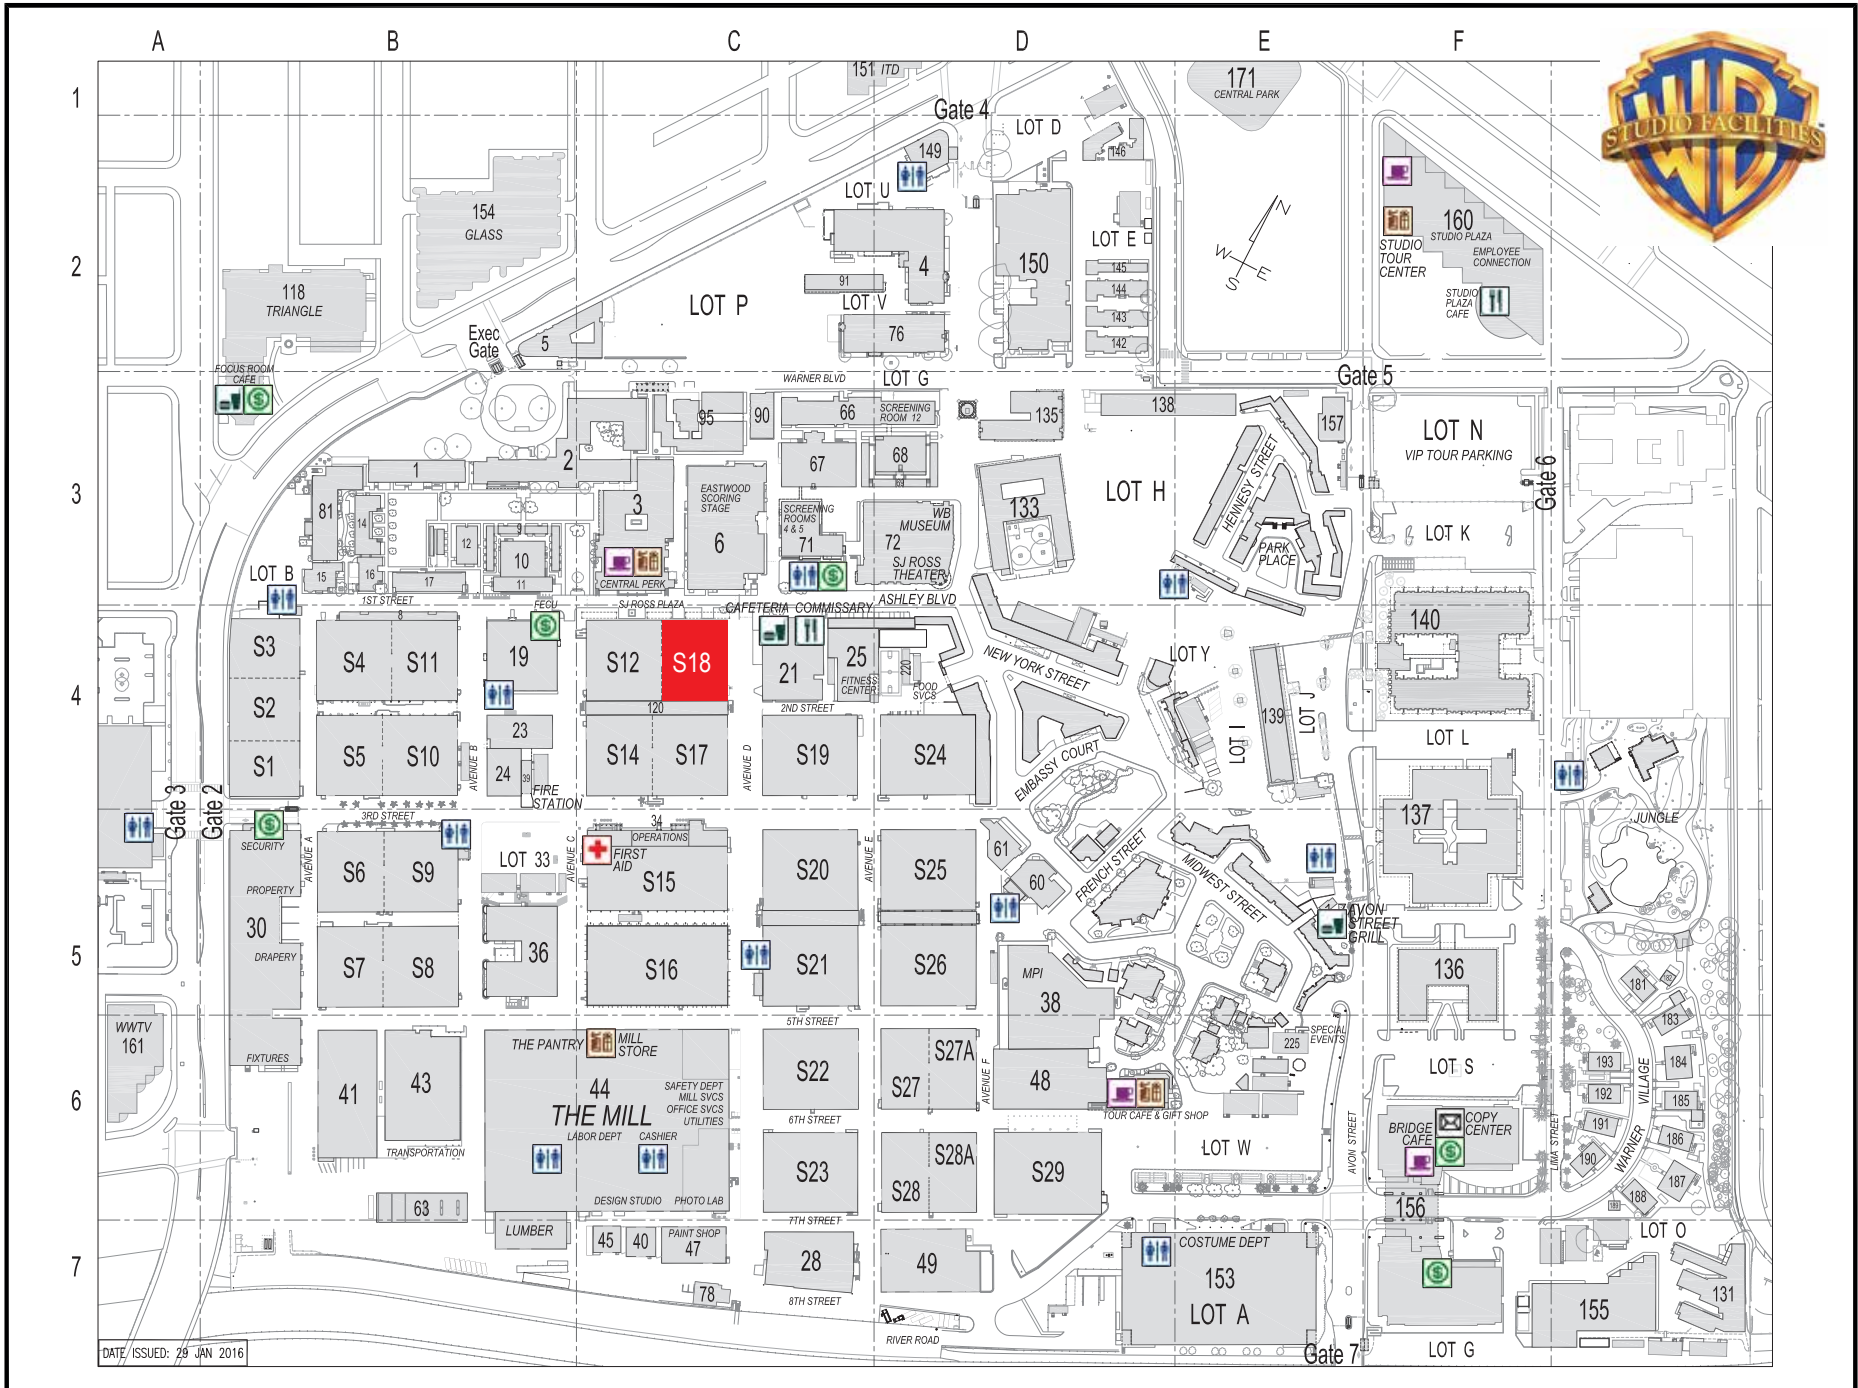 A
B
C
D
E
F
1
2
3
4
5
6
7
STUDIO FACILITIES
151 ITD
171
CENTRAL PARK
Gate 4
LOT D
149
146
LOT U
154
GLASS
LOT P
4
91
LOT V
76
150
LOT E
145
144
143
142
N
W
E
S
160
STUDIO PLAZA
EMPLOYEE
CONNECTION
STUDIO
TOUR
CENTER
STUDIO
PLAZA
CAFE
118
TRIANGLE
FOCUS ROOM
CAFE
Exec
Gate
5
WARNER BLVD
LOT G
Gate 5
95
90
66
SCREENING
ROOM 12
135
138
157
LOT N
VIP TOUR PARKING
Gate 6
1
2
81
14
15
16
17
12
9
10
11
LOT B
1ST STREET
FECU
3
CENTRAL PERK
SJ ROSS PLAZA
EASTWOOD
SCORING
STAGE
6
67
68
69
SCREENING
ROOMS
4 & 5
71
WB
MUSEUM
72
SJ ROSS
THEATER
ASHLEY BLVD
CAFETERIA COMMISSARY
133
LOT H
HENNESY STREET
PARK
PLACE
LOT K
140
S3
S2
S1
8
S4
S11
S5
S10
19
23
24
39
FIRE
STATION
AVENUE B
S12
S18
120
S14
S17
AVENUE D
21
25
FITNESS
CENTER
220
FOOD
SVCS
2ND STREET
S19
S24
NEW YORK STREET
EMBASSY COURT
LOT Y
LOT I
139
LOT J
LOT L
137
JUNGLE
Gate 3
Gate 2
SECURITY
3RD STREET
AVENUE A
LOT 33
AVENUE C
34
OPERATIONS
FIRST
AID
S15
S6
S9
S7
S8
36
S16
S20
S21
AVENUE E
S25
S26
5TH STREET
61
60
FRENCH STREET
MIDWEST STREET
AVON
STREET
GRILL
136
PROPERTY
30
DRAPERY
FIXTURES
WWTV
161
MPI
38
225
SPECIAL
EVENTS
181
182
183
193
192
191
190
184
185
186
187
188
189
WARNER
VILLAGE
LIMA STREET
LOT S
41
43
TRANSPORTATION
63
THE PANTRY
MILL
STORE
44
THE MILL
SAFETY DEPT
MILL SVCS
OFFICE SVCS
UTILITIES
LABOR DEPT
CASHIER
DESIGN STUDIO
PHOTO LAB
S22
S27A
S27
AVENUE F
6TH STREET
48
TOUR CAFE & GIFT SHOP
S23
S28A
S28
S29
7TH STREET
LOT W
AVON STREET
BRIDGE
CAFE
COPY
CENTER
156
LUMBER
45
40
PAINT SHOP
47
78
28
8TH STREET
49
RIVER ROAD
COSTUME DEPT
153
LOT A
Gate 7
LOT G
155
LOT O
131
DATE ISSUED: 29 JAN 2016